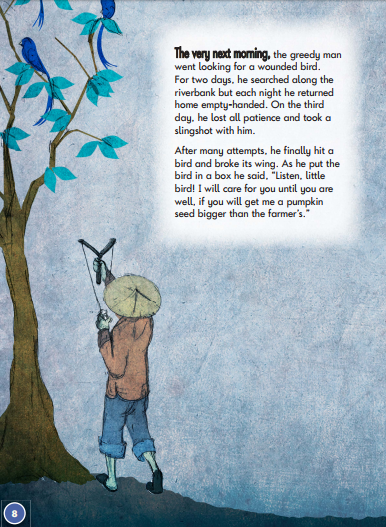 The very next morning, the greedy man
went looking for a wounded bird.
For two days, he searched along the
riverbank but each night he returned
home empty-handed. On the third
day, he lost all patience and took a
slingshot with him.
After many attempts, he finally hit a
bird and broke its wing. As he put the
bird in a box he said, “Listen, little
bird! I will care for you until you are
well, if you will get me a pumpkin
seed bigger than the farmer’s.”
8